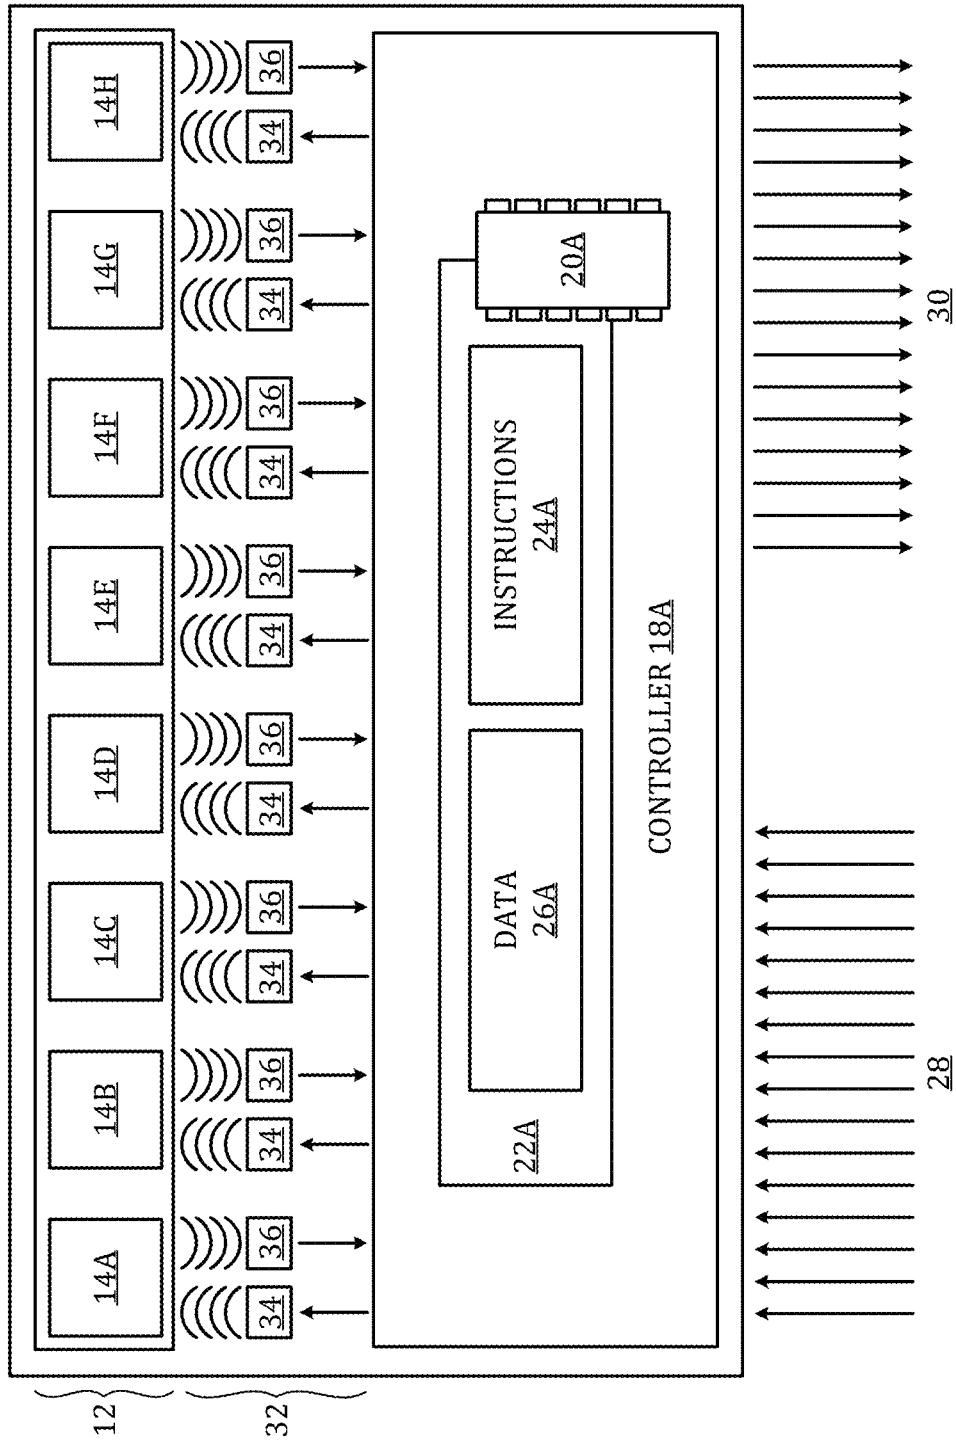 12
14A
14B
14C
14D
14E
14F
14G
14H
32
34
36
34
36
34
36
34
36
34
36
34
36
34
36
34
36
22A
DATA
26A
INSTRUCTIONS
24A
20A
CONTROLLER 18A
28
30